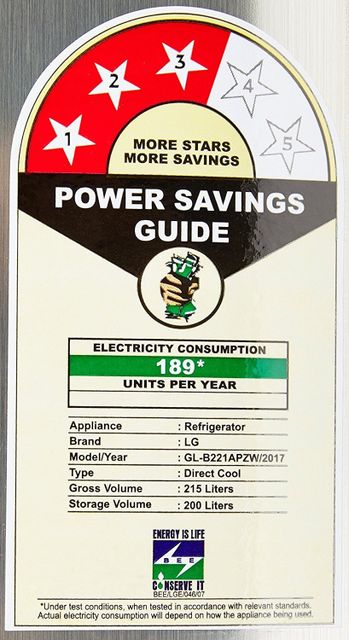 1
2
3
4
5
MORE STARS
MORE SAVINGS
POWER SAVINGS
GUIDE
ELECTRICITY CONSUMPTION
189*
UNITS PER YEAR
Appliance : Refrigerator
Brand : LG
Model/Year : GL-B221APZW/2017
Type : Direct Cool
Gross Volume : 215 Liters
Storage Volume : 200 Liters
ENERGY IS LIFE
BEE
CONSERVE IT
BEE/LGE/046/07
*Under test conditions, when tested in accordance with relevant standards.
Actual electricity consumption will depend on how the appliance being used.